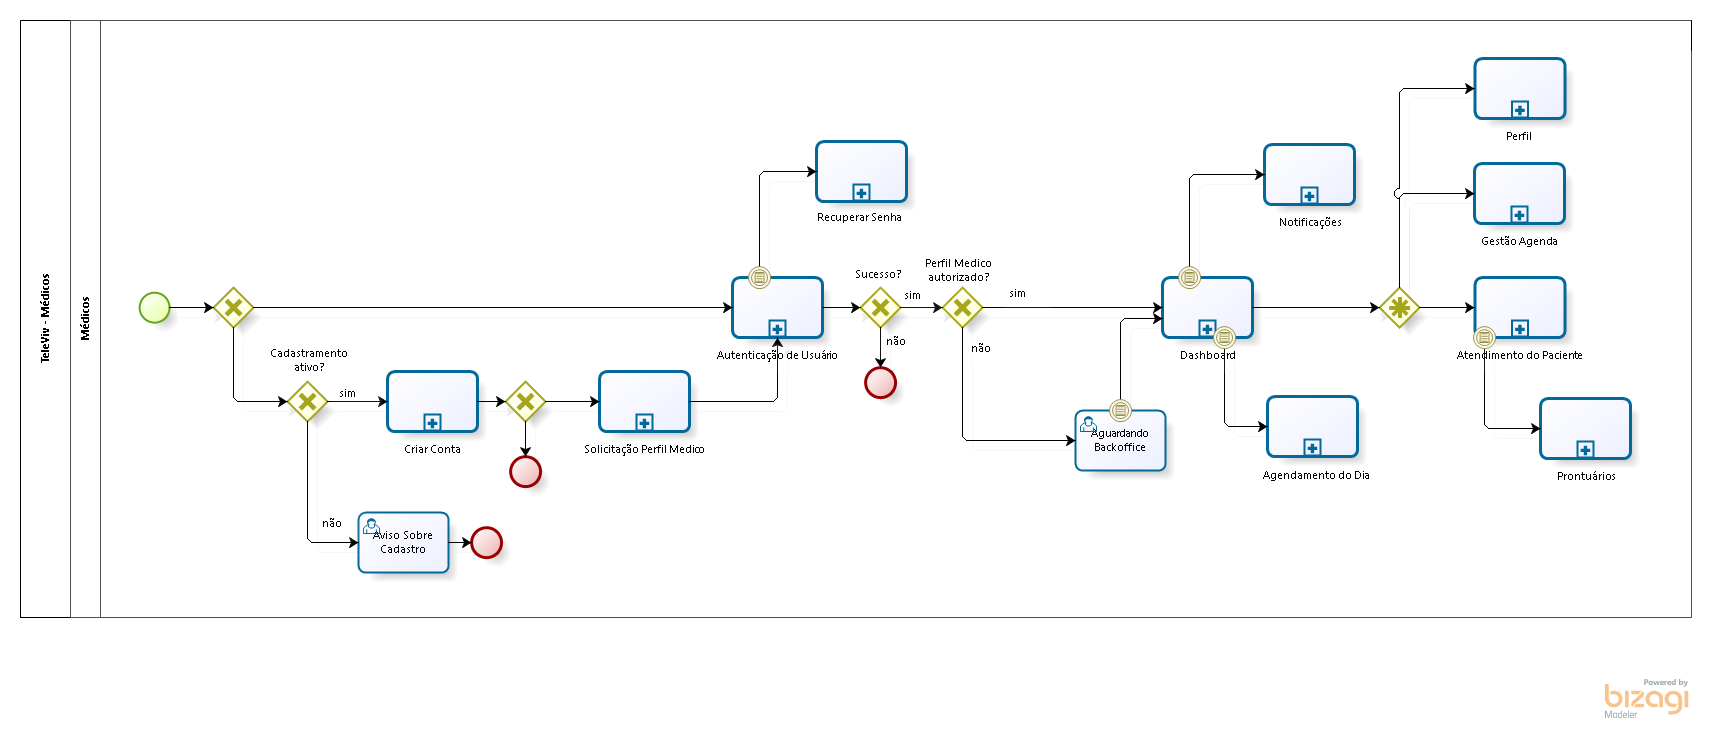 TeleViv - Médicos
Médicos
Perfil
Recuperar Senha
Notificações
Gestão Agenda
Perfil Medico
autorizado?
Sucesso?
sim
sim
não
não
Autenticação de Usuário
Dashboard
Atendimento do Paciente
Cadastramento
ativo?
sim
Criar Conta
Solicitação Perfil Medico
Aguardando
Backoffice
Agendamento do Dia
Prontuários
não
Aviso Sobre
Cadastro
Powered by
bizagi
Modeler